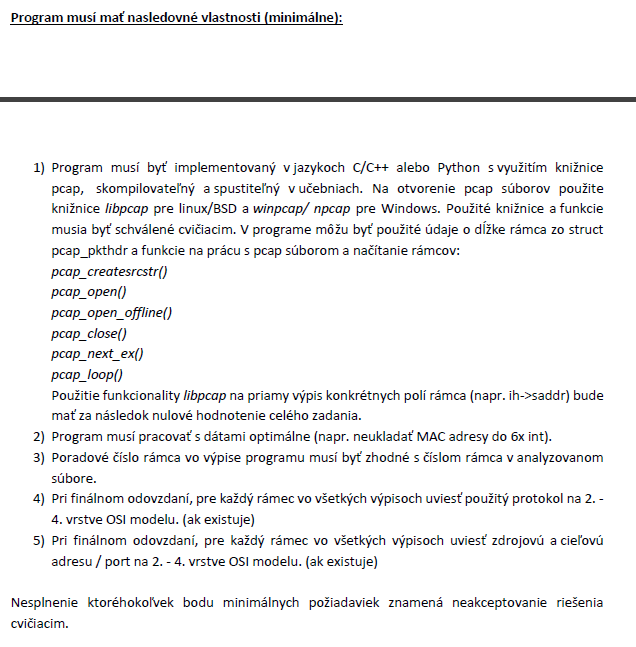 Program musí mať nasledovné vlastnosti (minimálne):
1) Program musí byť implementovaný v jazykoch C/C++ alebo Python s využitím knižnice
pcap, skompilovateľný a spustiteľný v učebniach. Na otvorenie pcap súborov použite
knižnice libpcap pre linux/BSD a winpcap/ npcap pre Windows. Použité knižnice a funkcie
musia byť schválené cvičiacim. V programe môžu byť použité údaje o dĺžke rámca zo struct
pcap_pkthdr a funkcie na prácu s pcap súborom a načítanie rámcov:
pcap_createsrcstr()
pcap_open()
pcap_open_offline()
pcap_close()
pcap_next_ex()
pcap_loop()
Použitie funkcionality libpcap na priamy výpis konkrétnych polí rámca (napr. ih->saddr) bude
mať za následok nulové hodnotenie celého zadania.
2) Program musí pracovať s dátami optimálne (napr. neukladať MAC adresy do 6x int).
3) Poradové číslo rámca vo výpise programu musí byť zhodné s číslom rámca v analyzovanom
súbore.
4) Pri finálnom odovzdaní, pre každý rámec vo všetkých výpisoch uviesť použitý protokol na 2. -
4. vrstve OSI modelu. (ak existuje)
5) Pri finálnom odovzdaní, pre každý rámec vo všetkých výpisoch uviesť zdrojovú a cieľovú
adresu / port na 2. - 4. vrstve OSI modelu. (ak existuje)
Nesplnenie ktoréhokoľvek bodu minimálnych požiadaviek znamená neakceptovanie riešenia
cvičiacim.